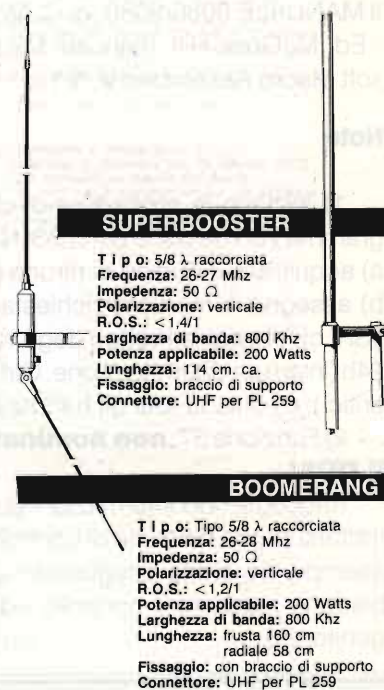 SUPERBOOSTER
T i p o: 5/8 λ raccorciata
Frequenza: 26-27 Mhz
Impedenza: 50 Ω
Polarizzazione: verticale
R.O.S.: <1,4/1
Larghezza di banda: 800 Khz
Potenza applicabile: 200 Watts
Lunghezza: 114 cm. ca.
Fissaggio: braccio di supporto
Connettore: UHF per PL 259
BOOMERANG
T i p o: Tipo 5/8 λ raccorciata
Frequenza: 26-28 Mhz
Impedenza: 50 Ω
Polarizzazione: verticale
R.O.S.: <1,2/1
Potenza applicabile: 200 Watts
Larghezza di banda: 800 Khz
Lunghezza: frusta 160 cm
radiale 58 cm
Fissaggio: con braccio di supporto
Connettore: UHF per PL 259